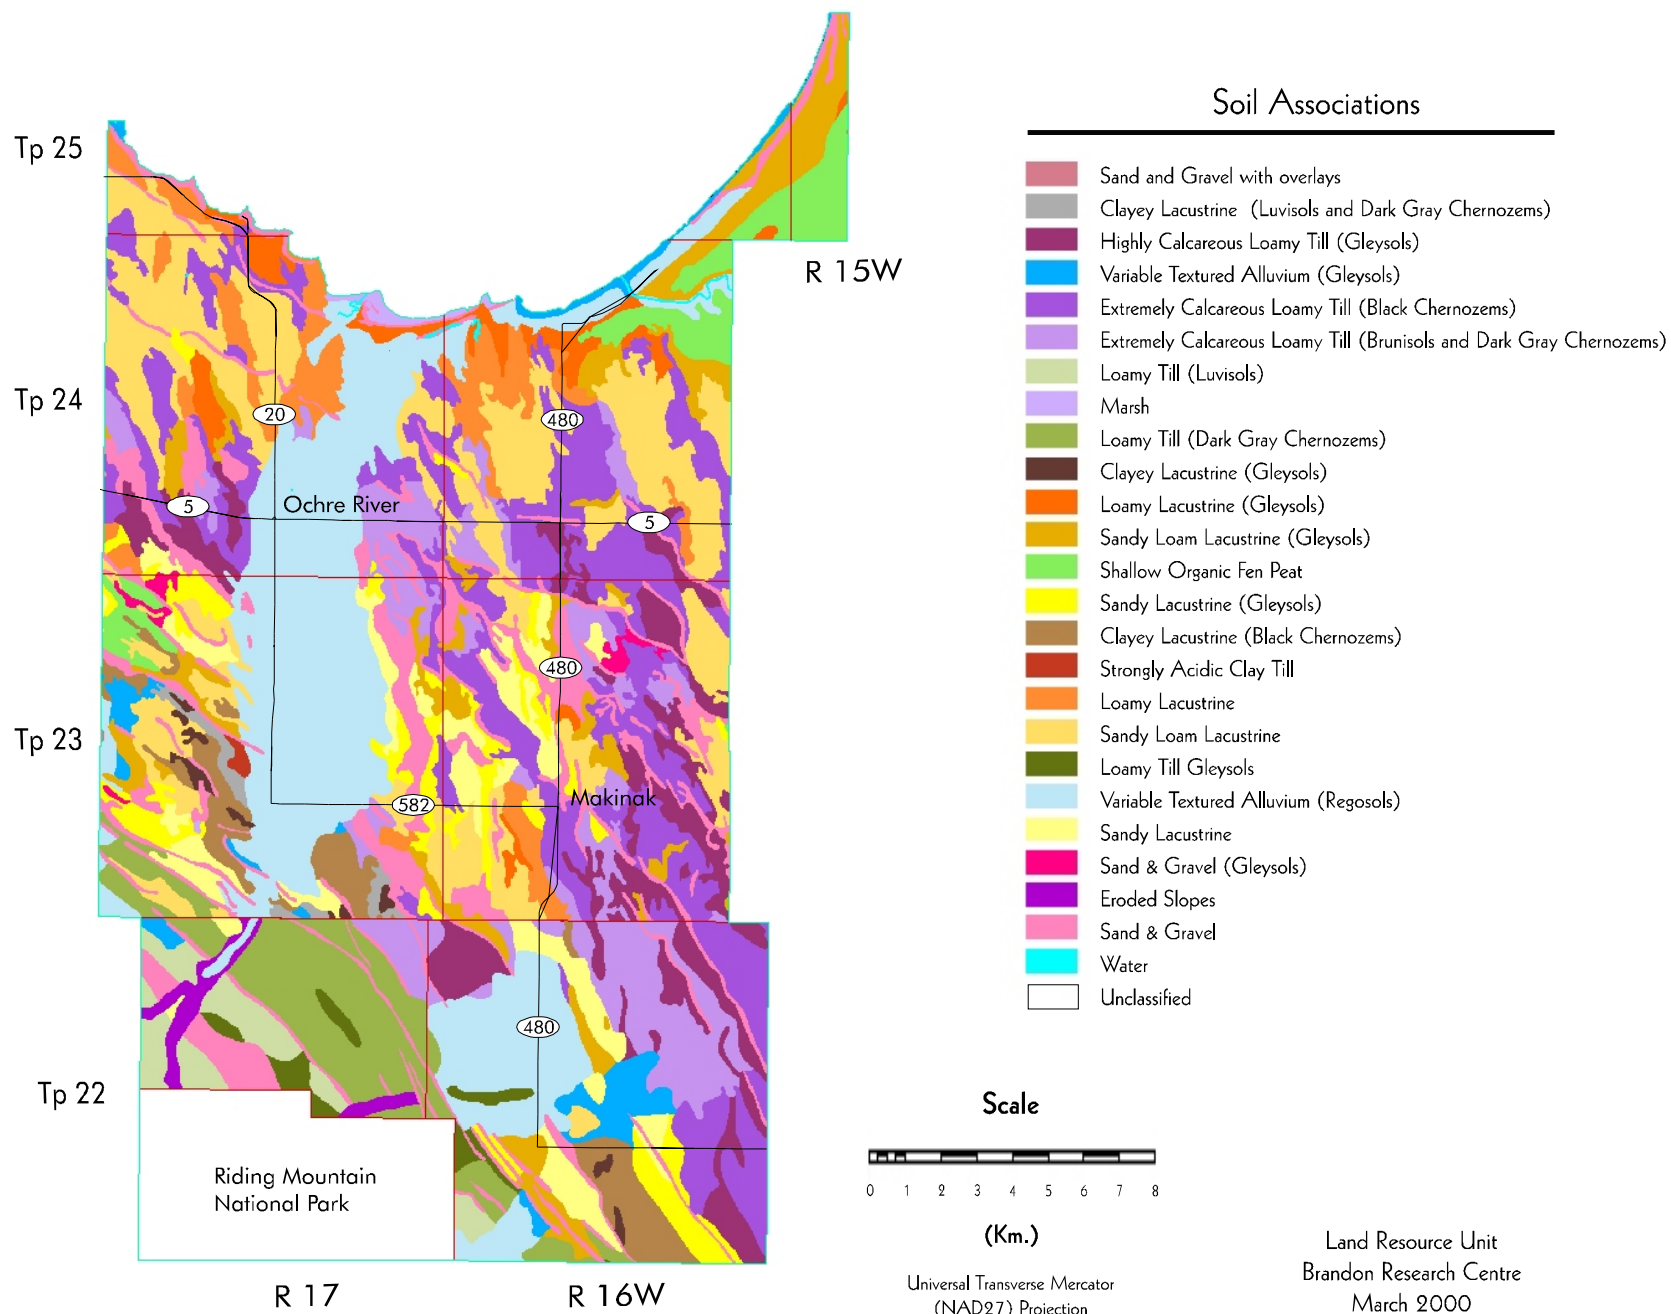 Tp 25
R 15W
Tp 24
20
480
5
Ochre River
5
480
Tp 23
582
Makinak
480
Tp 22
Riding Mountain
National Park
R 17
R 16W
Soil Associations
Sand and Gravel with overlays
Clayey Lacustrine (Luvisols and Dark Gray Chernozems)
Highly Calcareous Loamy Till (Gleysols)
Variable Textured Alluvium (Gleysols)
Extremely Calcareous Loamy Till (Black Chernozems)
Extremely Calcareous Loamy Till (Brunisols and Dark Gray Chernozems)
Loamy Till (Luvisols)
Marsh
Loamy Till (Dark Gray Chernozems)
Clayey Lacustrine (Gleysols)
Loamy Lacustrine (Gleysols)
Sandy Loam Lacustrine (Gleysols)
Shallow Organic Fen Peat
Sandy Lacustrine (Gleysols)
Clayey Lacustrine (Black Chernozems)
Strongly Acidic Clay Till
Loamy Lacustrine
Sandy Loam Lacustrine
Loamy Till Gleysols
Variable Textured Alluvium (Regosols)
Sandy Lacustrine
Sand & Gravel (Gleysols)
Eroded Slopes
Sand & Gravel
Water
Unclassified
Scale
0 1 2 3 4 5 6 7 8
(Km.)
Universal Transverse Mercator
(NAD27) Projection
Land Resource Unit
Brandon Research Centre
March 2000